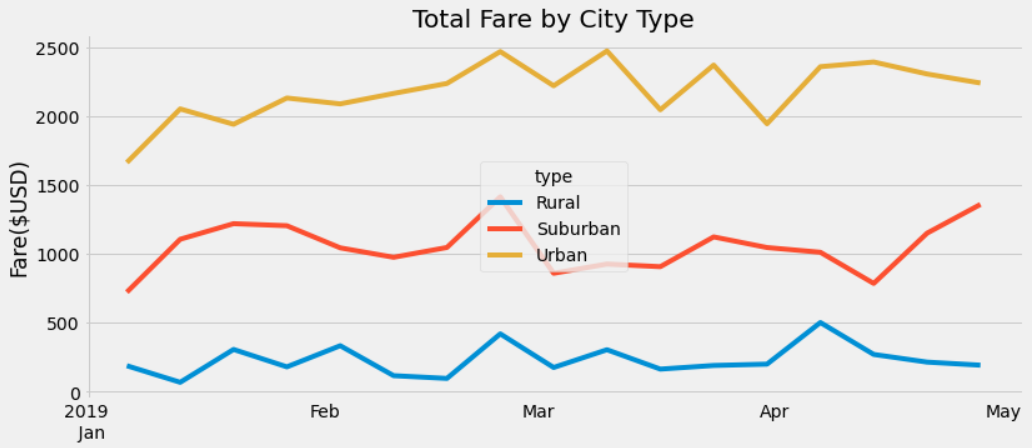 Total Fare by City Type
Fare($USD)
2500
2000
1500
1000
500
0
type
Rural
Suburban
Urban
2019
Jan
Feb
Mar
Apr
May